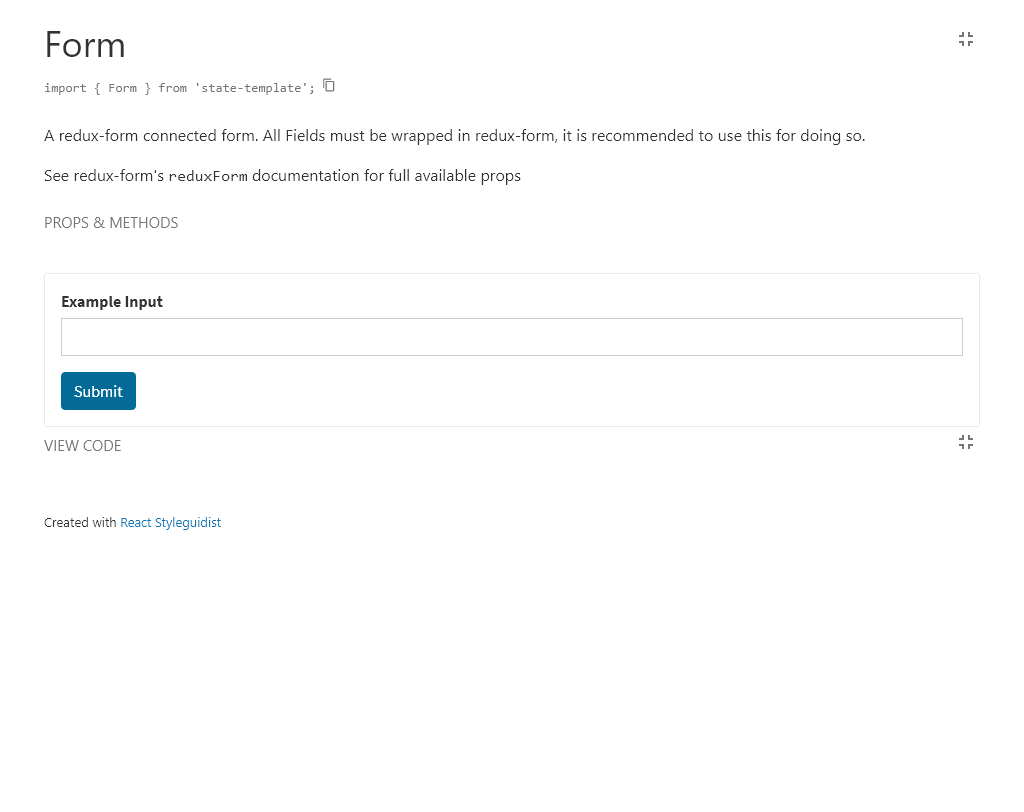 Form
import { Form } from 'state-template';
A redux-form connected form. All Fields must be wrapped in redux-form, it is recommended to use this for doing so.
See redux-form's reduxForm documentation for full available props
PROPS & METHODS
Example Input
Submit
VIEW CODE
Created with React Styleguidist